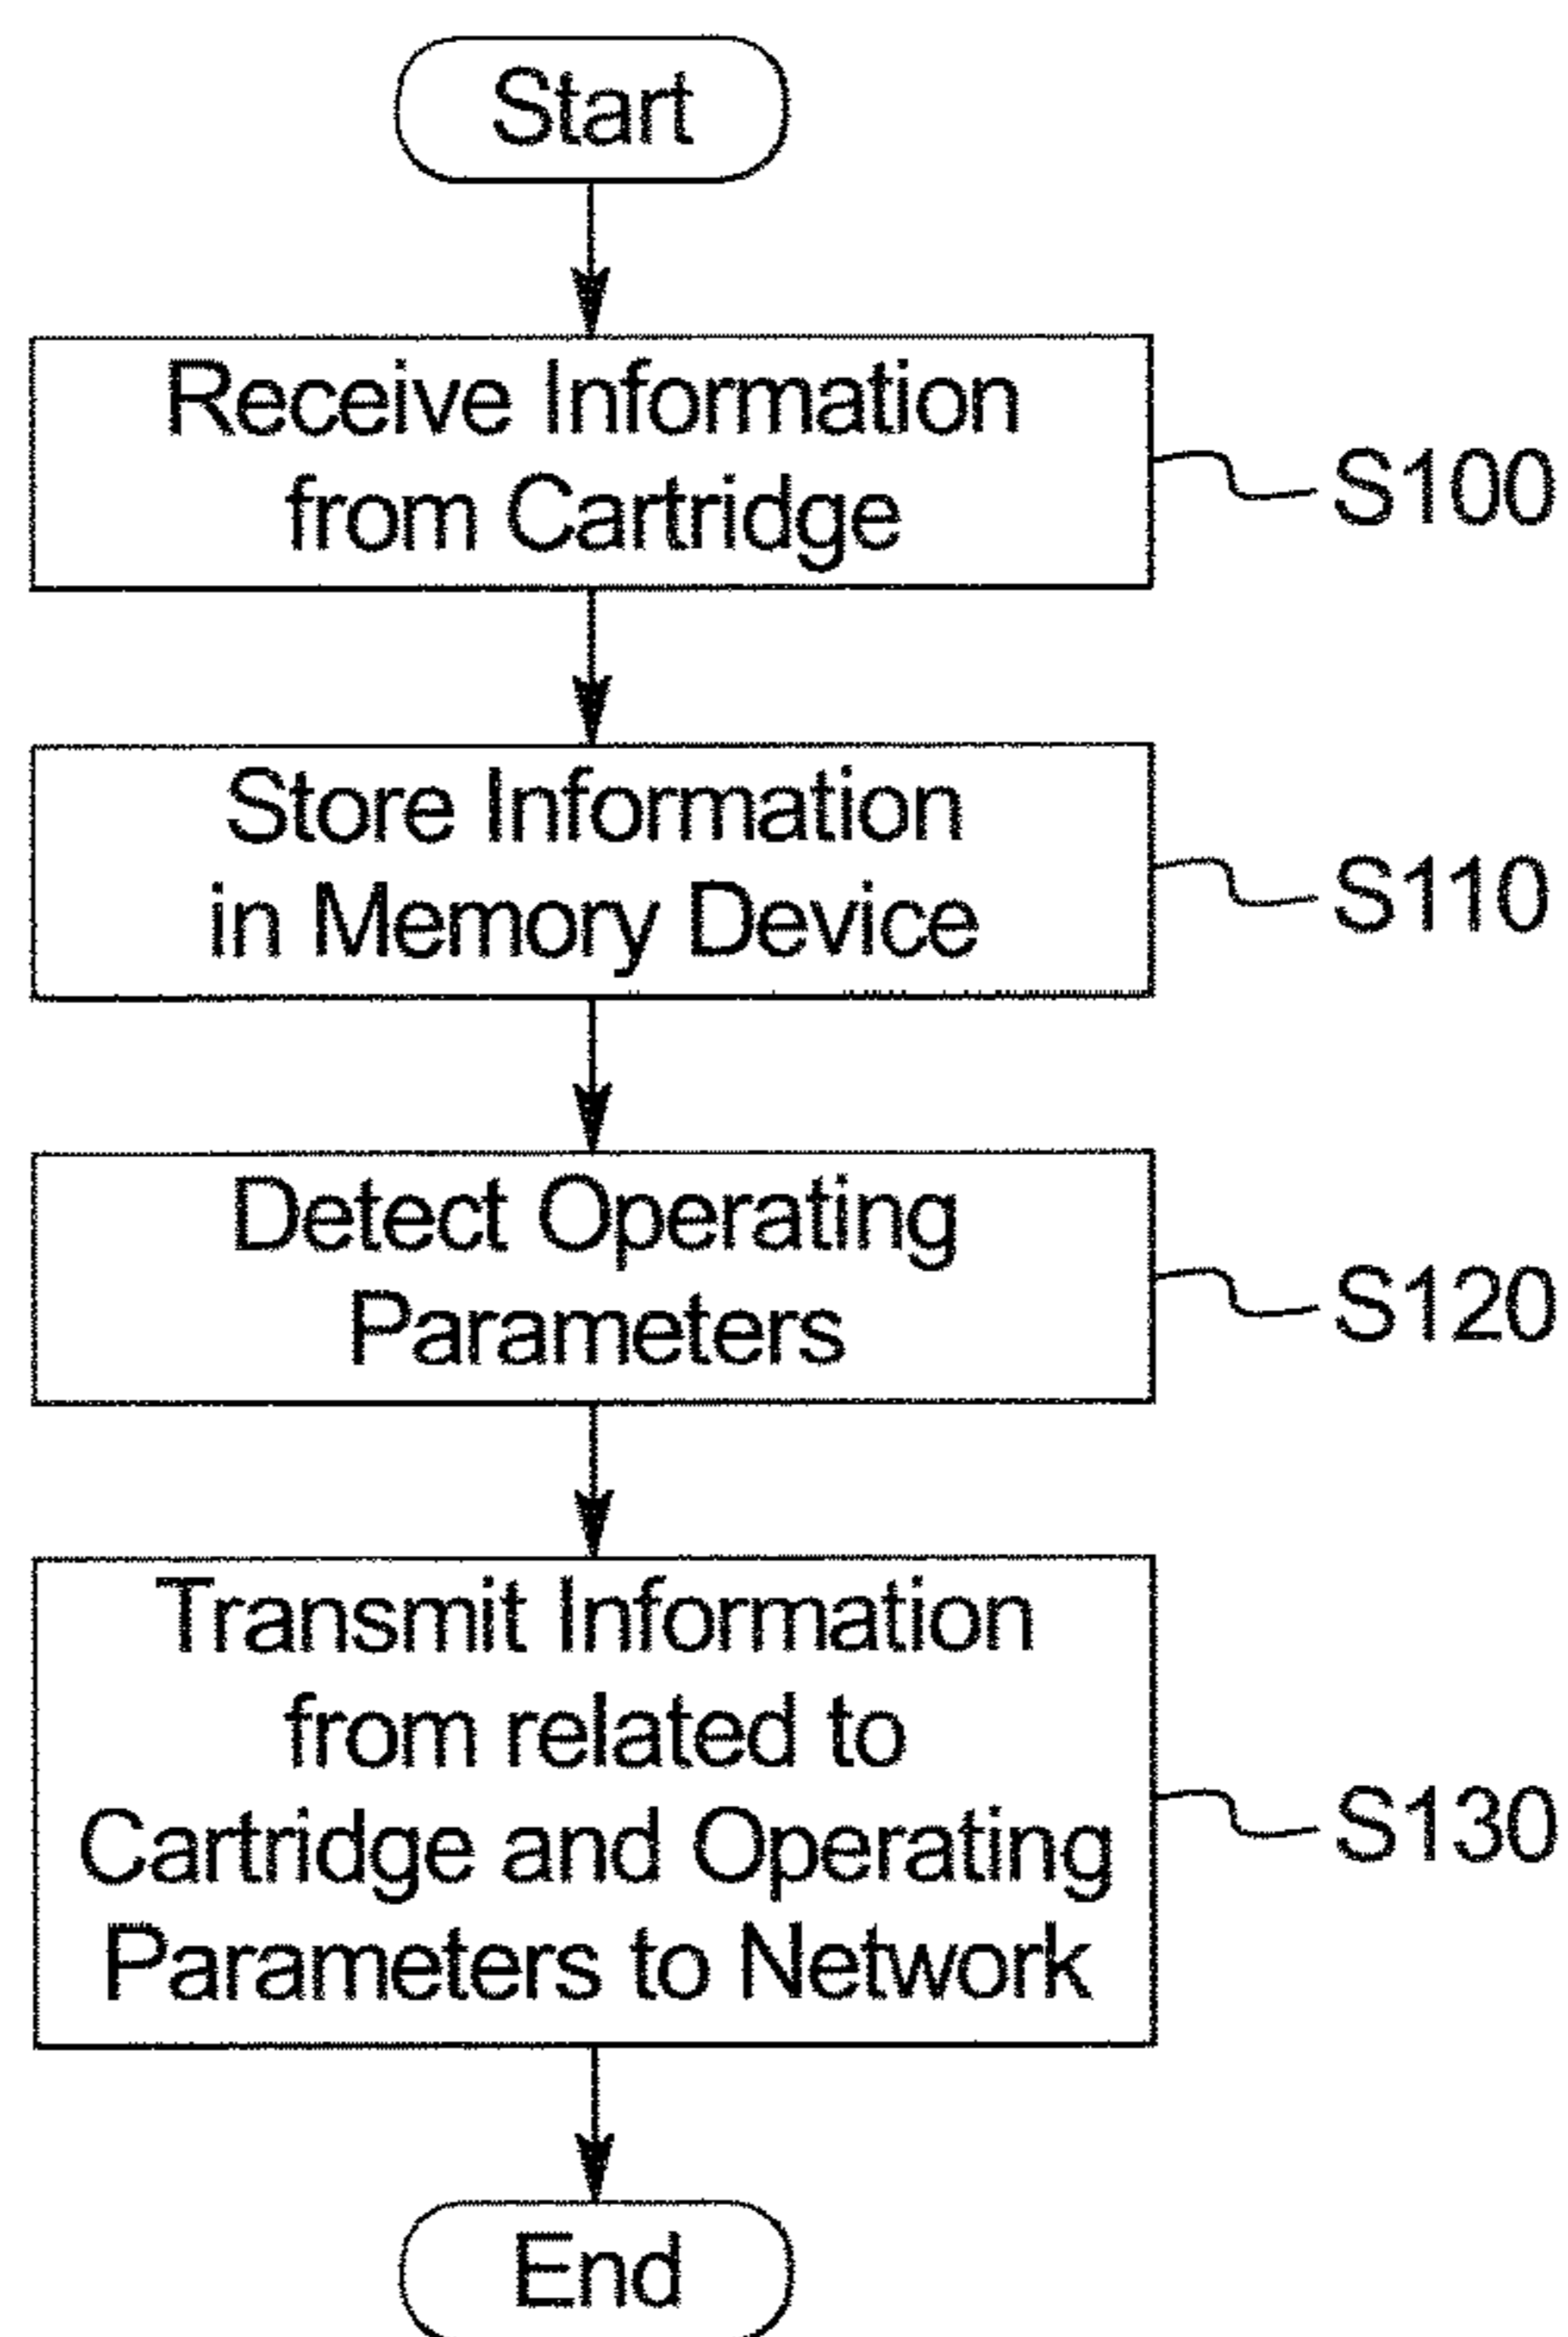 Start
Receive Information
from Cartridge
S100
Store Information
in Memory Device
S110
Detect Operating
Parameters
S120
Transmit Information
from related to
Cartridge and Operating
Parameters to Network
S130
End